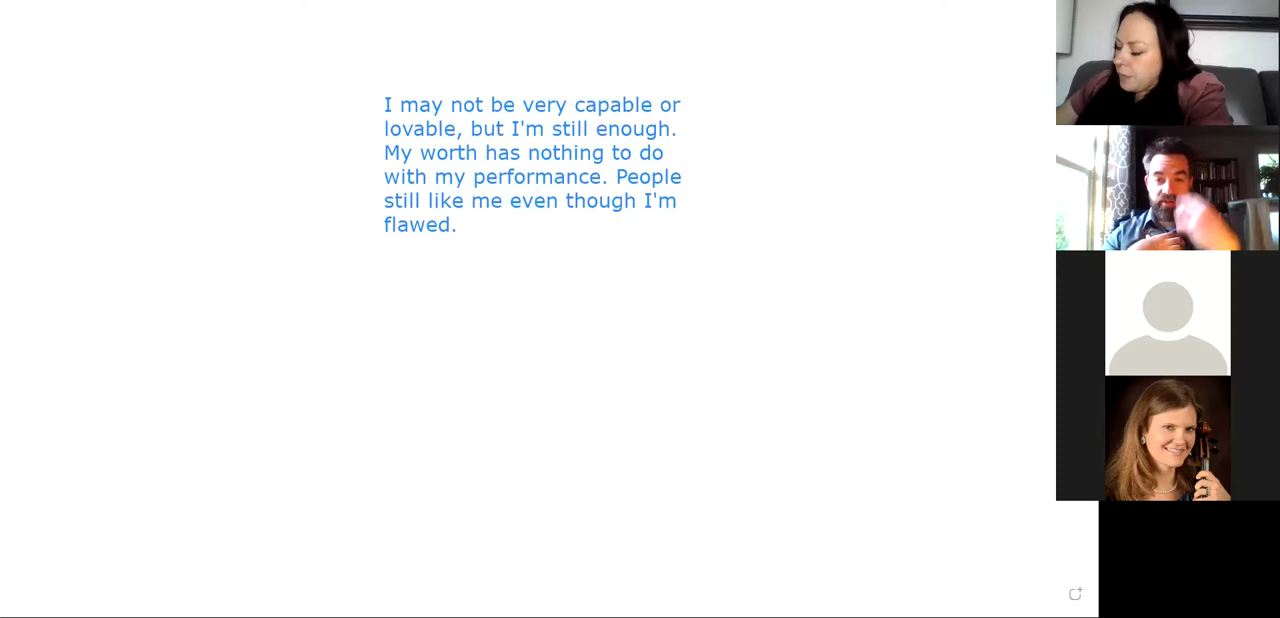 I may not be very capable or
lovable, but I'm still enough.
My worth has nothing to do
with my performance. People
still like me even though I'm
flawed.